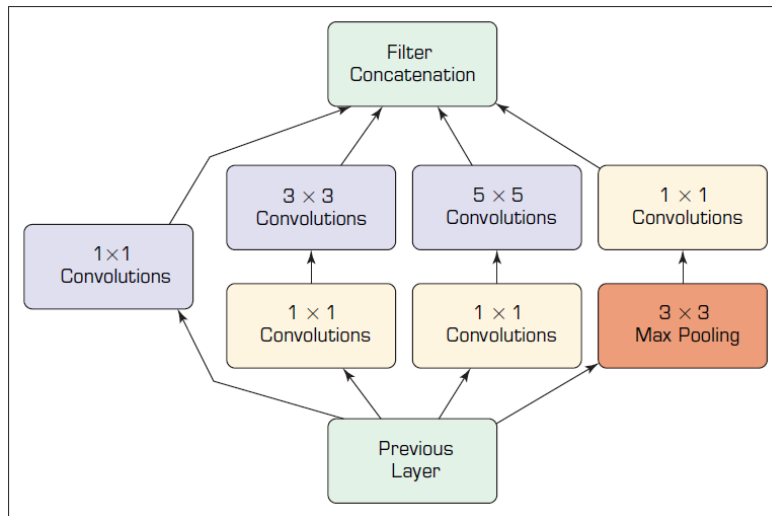 Filter
Concatenation
3 × 3
Convolutions
5 × 5
Convolutions
1 × 1
Convolutions
1×1
Convolutions
1 × 1
Convolutions
1 × 1
Convolutions
3 × 3
Max Pooling
Previous
Layer